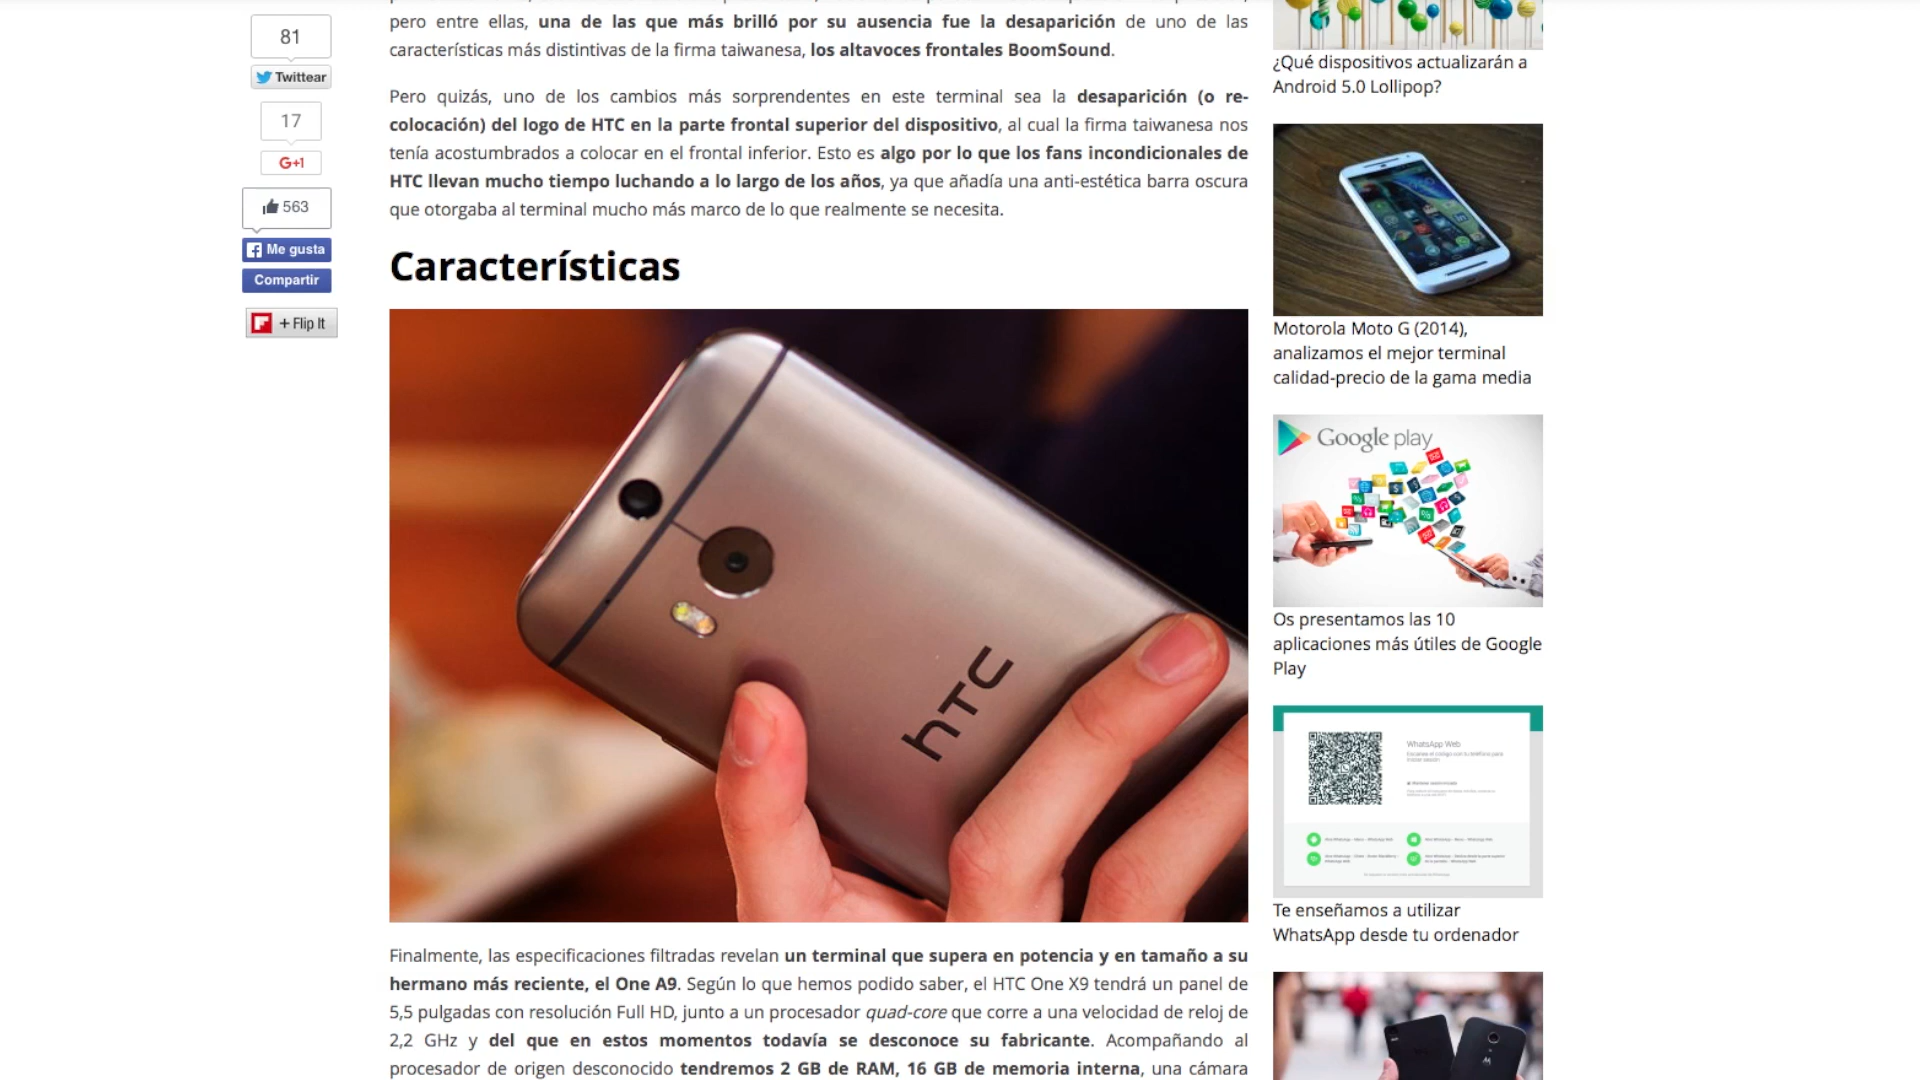 81
Twittear
17
G+1
563
Me gusta
Compartir
+ Flip It
pero entre ellas, una de las que más brilló por su ausencia fue la desaparición de uno de las
características más distintivas de la firma taiwanesa, los altavoces frontales BoomSound.
Pero quizás, uno de los cambios más sorprendentes en este terminal sea la desaparición (o re-
colocación) del logo de HTC en la parte frontal superior del dispositivo, al cual la firma taiwanesa nos
tenía acostumbrados a colocar en el frontal inferior. Esto es algo por lo que los fans incondicionales de
HTC llevan mucho tiempo luchando a lo largo de los años, ya que añadía una anti-estética barra oscura
que otorgaba al terminal mucho más marco de lo que realmente se necesita.
Características
hTC
Finalmente, las especificaciones filtradas revelan un terminal que supera en potencia y en tamaño a su
hermano más reciente, el One A9. Según lo que hemos podido saber, el HTC One X9 tendrá un panel de
5,5 pulgadas con resolución Full HD, junto a un procesador quad-core que corre a una velocidad de reloj de
2,2 GHz y del que en estos momentos todavía se desconoce su fabricante. Acompañando al
procesador de origen desconocido tendremos 2 GB de RAM, 16 GB de memoria interna, una cámara
¿Qué dispositivos actualizarán a
Android 5.0 Lollipop?
Motorola Moto G (2014),
analizamos el mejor terminal
calidad-precio de la gama media
Google play
Os presentamos las 10
aplicaciones más útiles de Google
Play
WhatsApp Web
Te enseñamos a utilizar
WhatsApp desde tu ordenador